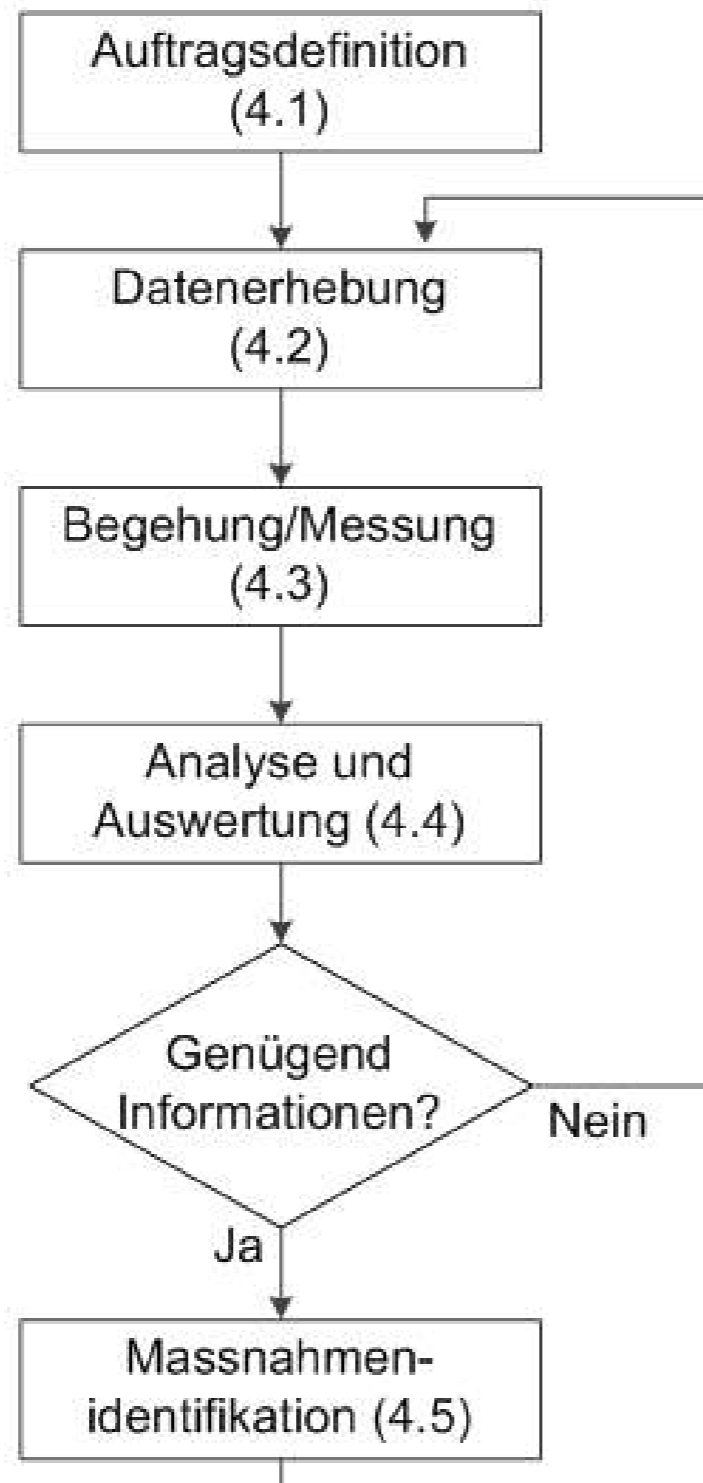 Auftragsdefinition
(4.1)
Datenerhebung
(4.2)
Begehung/Messung
(4.3)
Analyse und
Auswertung (4.4)
Genügend
Informationen?
Nein
Ja
Massnahmen-
identifikation (4.5)